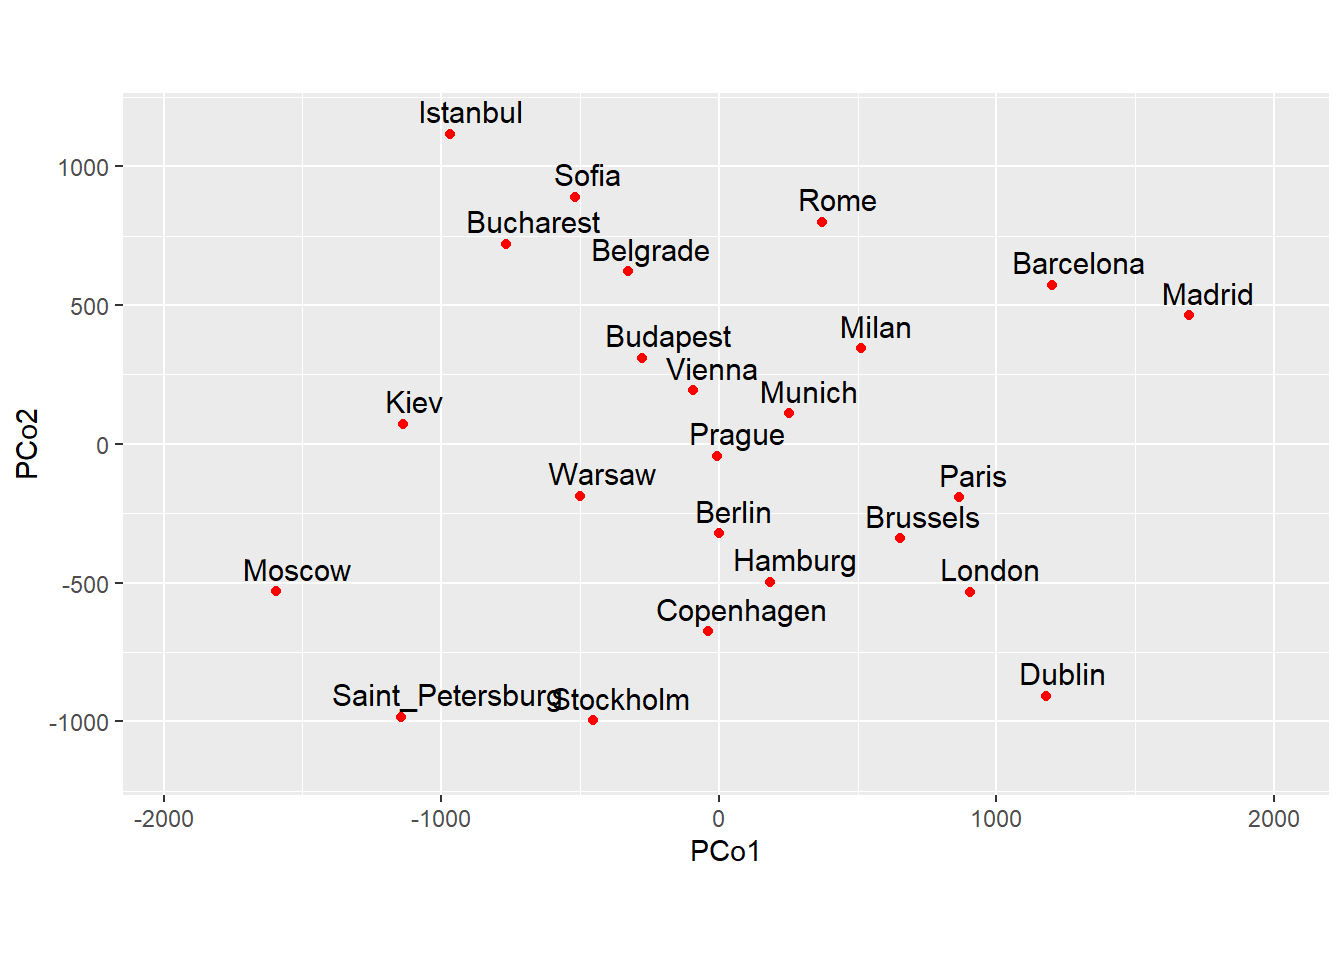 Istanbul
1000
Sofia
Rome
Bucharest
Belgrade
Barcelona
Madrid
500
Milan
Budapest
Vienna
Munich
Kiev
PCo2
0
Prague
Warsaw
Paris
Berlin
Brussels
Hamburg
Moscow
London
-500
Copenhagen
Dublin
Saint_Petersburg
Stockholm
-1000
-2000 -1000 0 1000 2000
PCo1